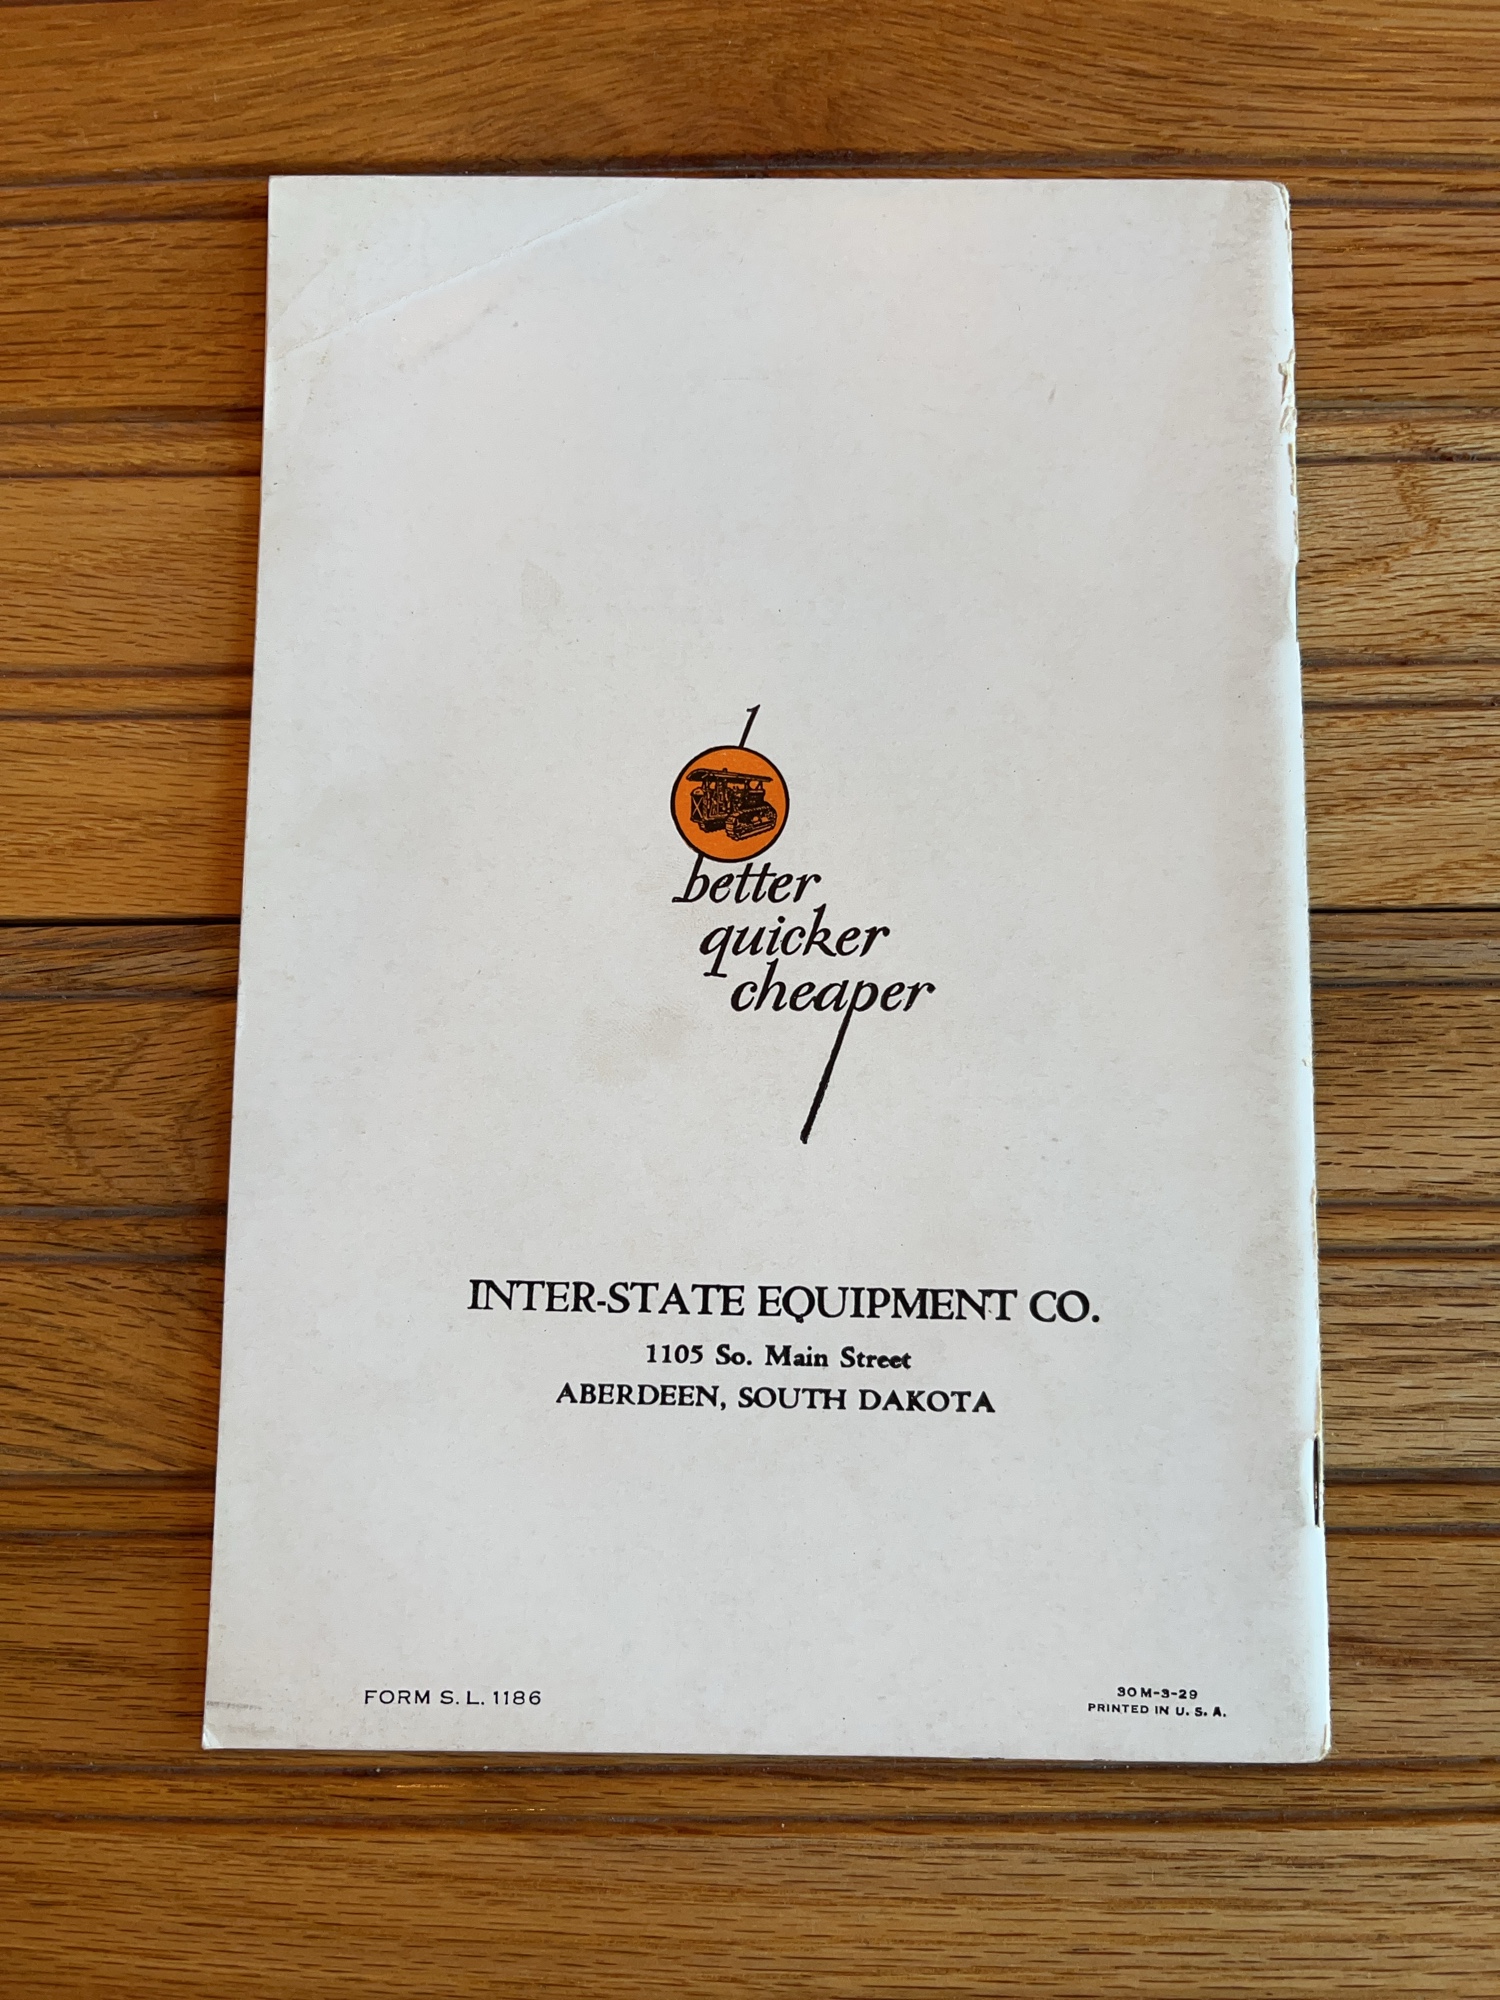 better
quicker
cheaper
INTER-STATE EQUIPMENT CO.
1105 So. Main Street
ABERDEEN, SOUTH DAKOTA
FORM S. L. 1186
30M-3-29
PRINTED IN U. S. A.